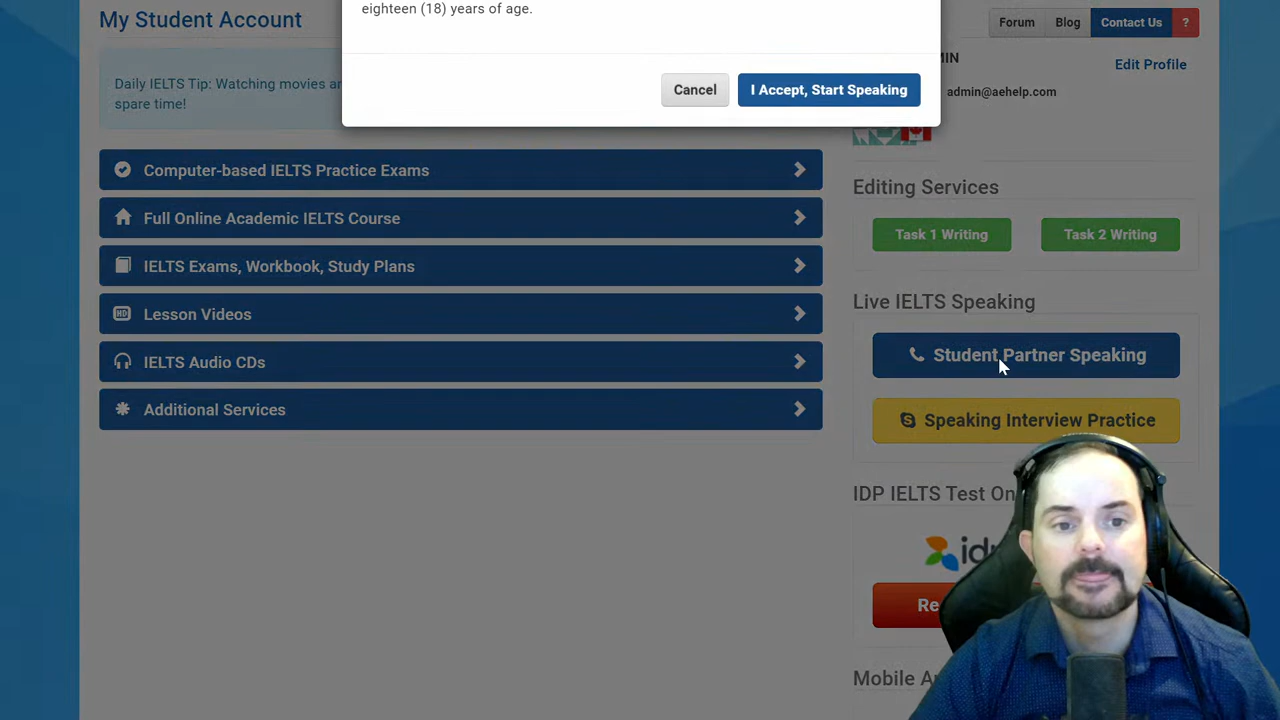 My Student Account
eighteen (18) years of age.
Forum
Blog
Contact Us
?
Edit Profile
Daily IELTS Tip: Watching movies
spare time!
Cancel
I Accept, Start Speaking
admin@aehelp.com
Computer-based IELTS Practice Exams
Full Online Academic IELTS Course
IELTS Exams, Workbook, Study Plans
HD
Lesson Videos
IELTS Audio CDs
Additional Services
Editing Services
Task 1 Writing
Task 2 Writing
Live IELTS Speaking
Student Partner Speaking
Speaking Interview Practice
IDP IELTS Test
Mobile